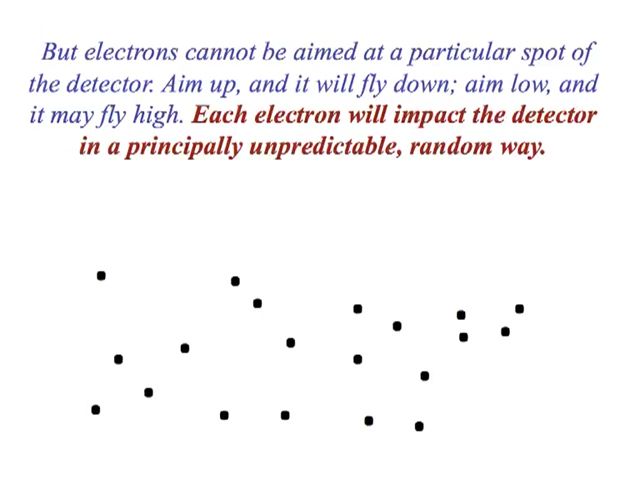 But electrons cannot be aimed at a particular spot of
the detector. Aim up, and it will fly down; aim low, and
it may fly high. Each electron will impact the detector
in a principally unpredictable, random way.